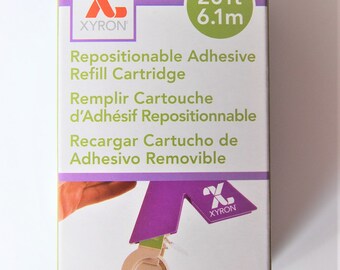 XYRON
20ft
6.1m
Repositionable Adhesive
Refill Cartridge
Remplir Cartouche
d'Adhésif Repositionnable
Recargar Cartucho de
Adhesivo Removible
XYRON